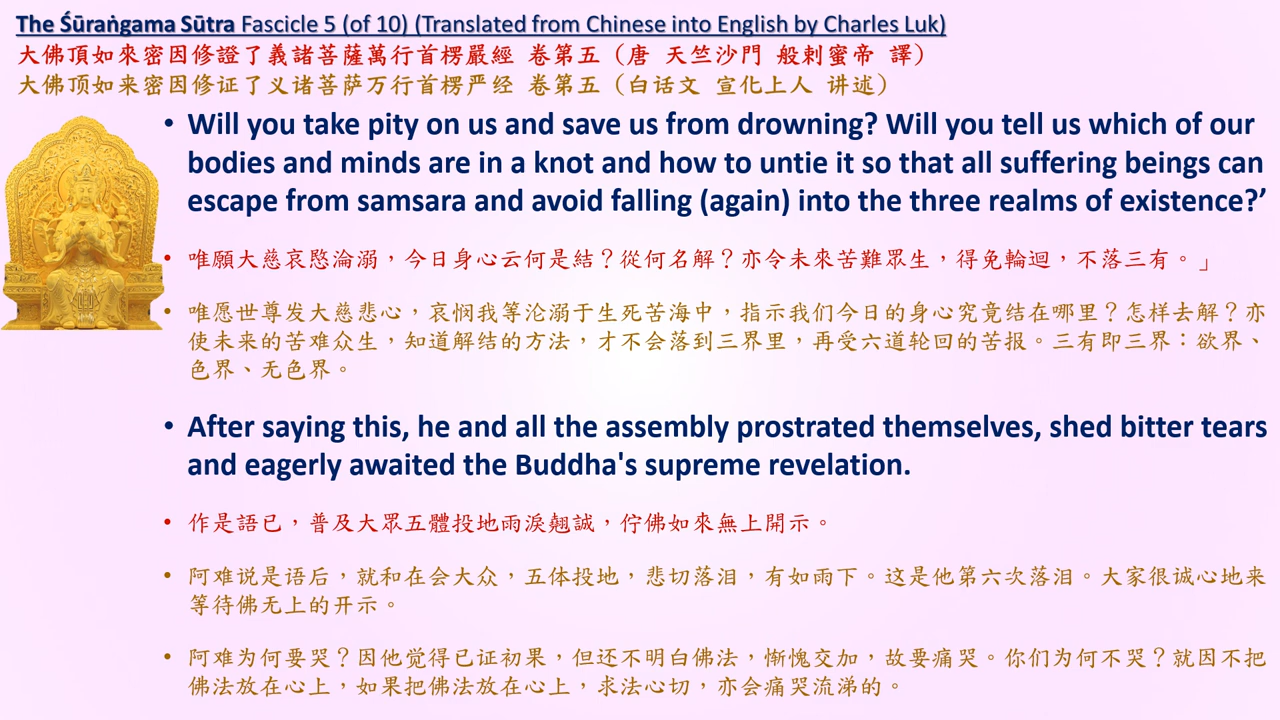 The Śūraṅgama Sūtra Fascicle 5 (of 10) (Translated from Chinese into English by Charles Luk)
大佛頂如來密因修證了義諸菩薩萬行首楞嚴經 卷第五（唐 天竺沙門 般剌蜜帝 譯）
大佛顶如来密因修证了义诸菩萨万行首楞严经 卷第五（白话文 宣化上人 讲述）
• Will you take pity on us and save us from drowning? Will you tell us which of our
bodies and minds are in a knot and how to untie it so that all suffering beings can
escape from samsara and avoid falling (again) into the three realms of existence?’
• 唯願大慈哀愍淪溺，今日身心云何是結？從何名解？亦令未來苦難眾生，得免輪迴，不落三有。」
• 唯愿世尊发大慈悲心，哀悯我等沦溺于生死苦海中，指示我们今日的身心究竟结在哪里？怎样去解？亦
使未来的苦难众生，知道解结的方法，才不会落到三界里，再受六道轮回的苦报。三有即三界：欲界、
色界、无色界。
• After saying this, he and all the assembly prostrated themselves, shed bitter tears
and eagerly awaited the Buddha's supreme revelation.
• 作是語已，普及大眾五體投地雨淚翹誠，佇佛如來無上開示。
• 阿难说是语后，就和在会大众，五体投地，悲切落泪，有如雨下。这是他第六次落泪。大家很诚心地来
等待佛无上的开示。
• 阿难为何要哭？因他觉得已证初果，但还不明白佛法，惭愧交加，故要痛哭。你们为何不哭？就因不把
佛法放在心上，如果把佛法放在心上，求法心切，亦会痛哭流涕的。